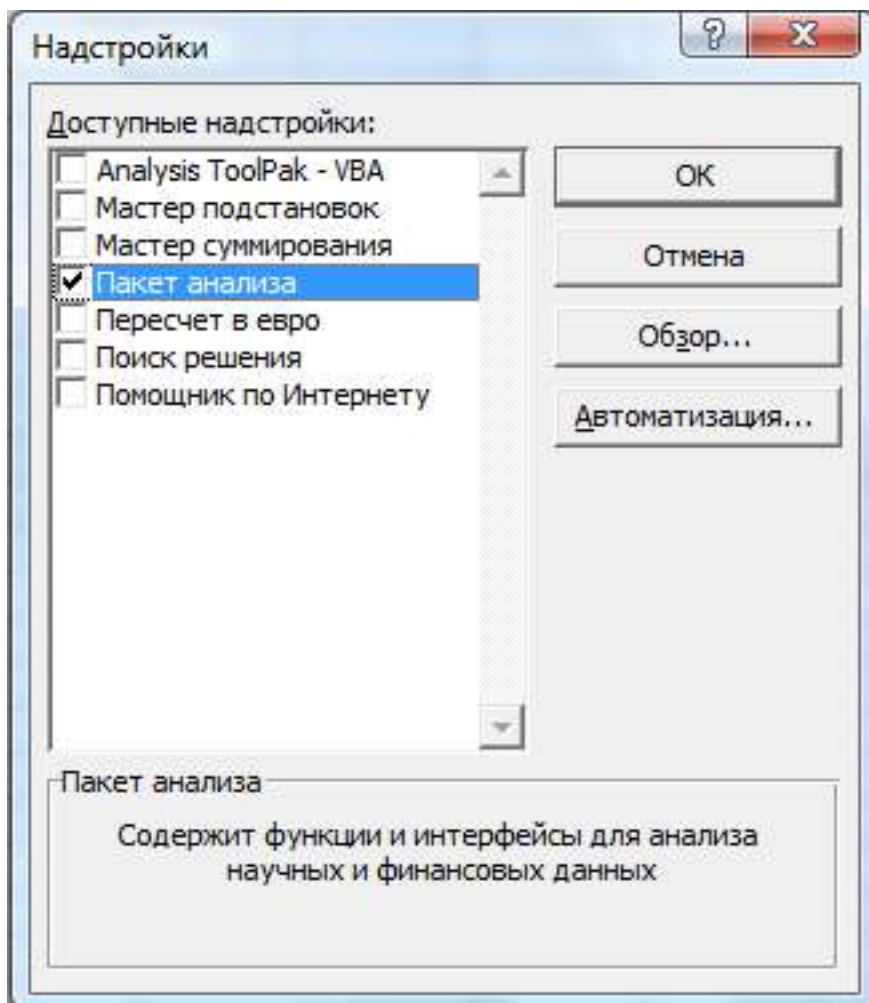 Надстройки
Доступные надстройки:
Analysis ToolPak - VBA
Мастер подстановок
Мастер суммирования
Пакет анализа
Пересчет в евро
Поиск решения
Помощник по Интернету
ОК
Отмена
Обзор...
Автоматизация...
Пакет анализа
Содержит функции и интерфейсы для анализа
научных и финансовых данных